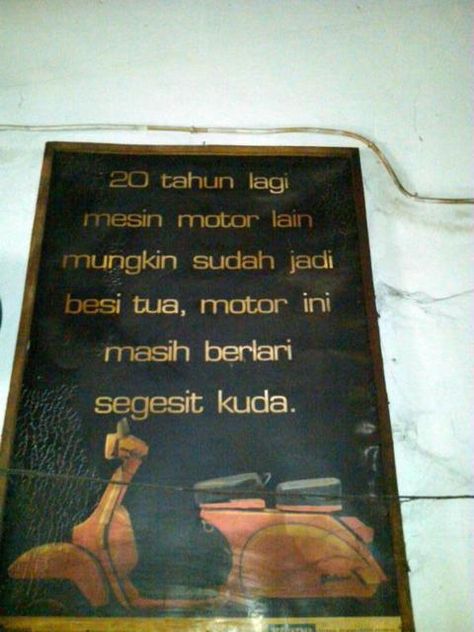 20 tahun lagi
mesin motor lain
mungkin sudah jadi
besi tua, motor ini
masih berlari
segesit kuda.